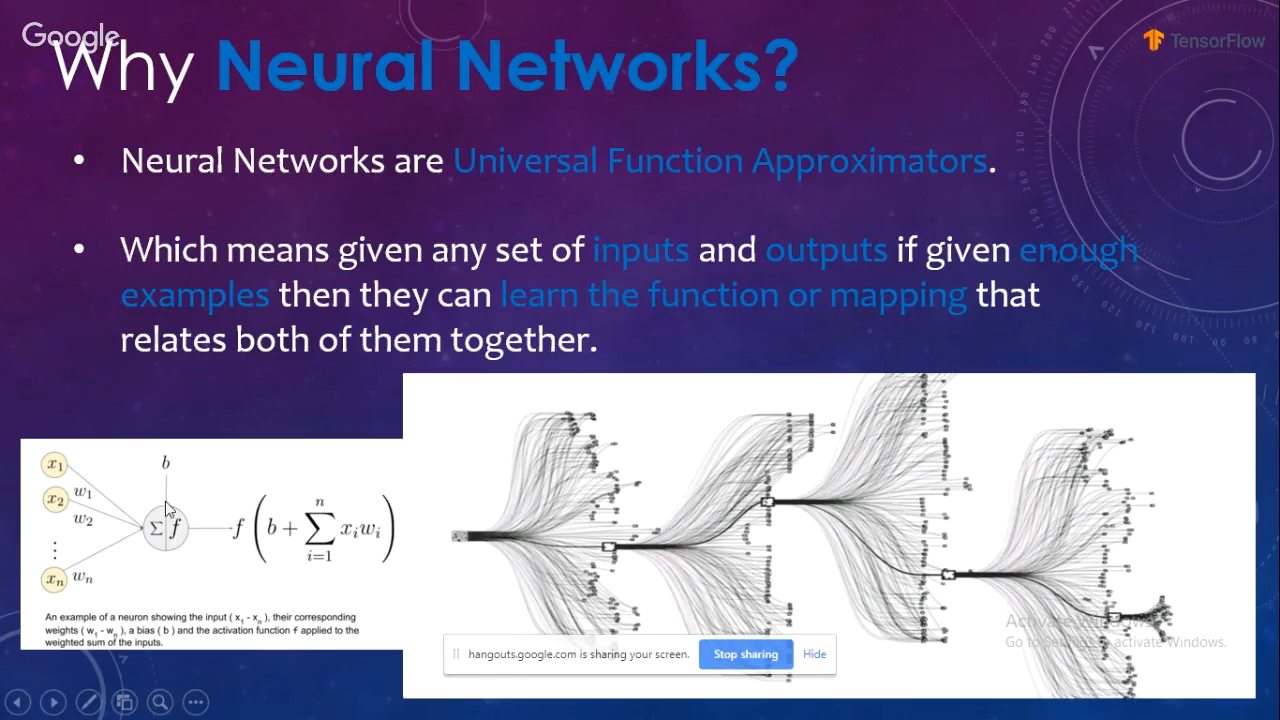 Google
TensorFlow
Why Neural Networks?
• Neural Networks are Universal Function Approximators.
• Which means given any set of inputs and outputs if given enough
examples then they can learn the function or mapping that
relates both of them together.
x1
x2
⋮
xn
w1
w2
wn
b
Σ f
f ( b + ∑ i=1 n xi wi )
An example of a neuron showing the input ( x1 - xn ), their corresponding
weights ( w1 - wn ), a bias ( b ) and the activation function f applied to the
weighted sum of the inputs.
hangouts.google.com is sharing your screen.
Stop sharing
Hide